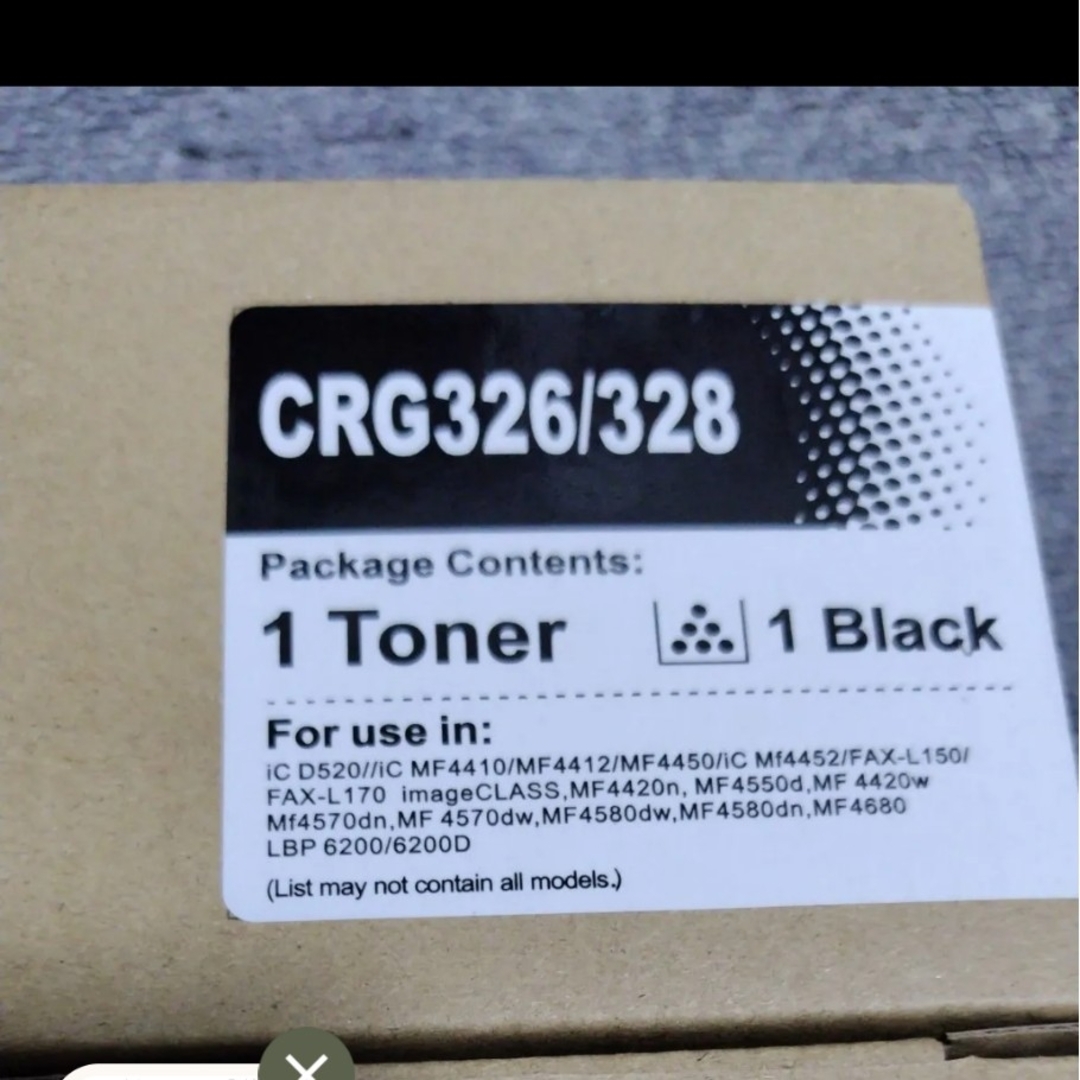 CRG326/328
Package Contents:
1 Toner 1 Black
For use in:
iC D520//iC MF4410/MF4412/MF4450/iC Mf4452/FAX-L150/
FAX-L170 imageCLASS,MF4420n, MF4550d,MF 4420w
Mf4570dn,MF 4570dw,MF4580dw,MF4580dn,MF4680
LBP 6200/6200D
(List may not contain all models.)